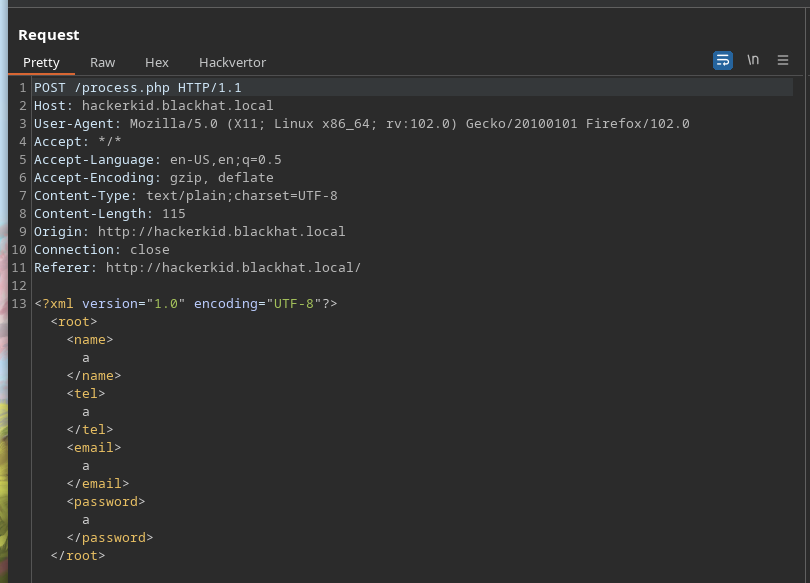 Request
Pretty Raw Hex Hackvertor \n
1 POST /process.php HTTP/1.1
2 Host: hackerkid.blackhat.local
3 User-Agent: Mozilla/5.0 (X11; Linux x86_64; rv:102.0) Gecko/20100101 Firefox/102.0
4 Accept: */*
5 Accept-Language: en-US,en;q=0.5
6 Accept-Encoding: gzip, deflate
7 Content-Type: text/plain;charset=UTF-8
8 Content-Length: 115
9 Origin: http://hackerkid.blackhat.local
10 Connection: close
11 Referer: http://hackerkid.blackhat.local/
12
13 <?xml version="1.0" encoding="UTF-8"?>
<root>
<name>
a
</name>
<tel>
a
</tel>
<email>
a
</email>
<password>
a
</password>
</root>